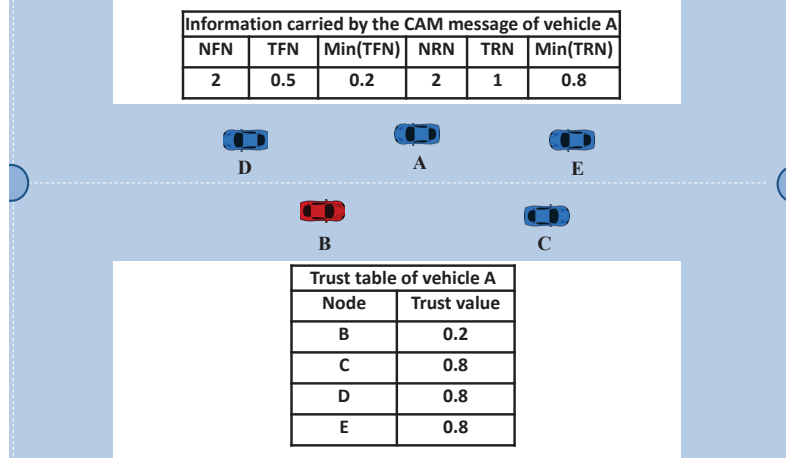 Information carried by the CAM message of vehicle A
NFN TFN Min(TFN) NRN TRN Min(TRN)
2 0.5 0.2 2 1 0.8
D A E
B C
Trust table of vehicle A
Node Trust value
B 0.2
C 0.8
D 0.8
E 0.8